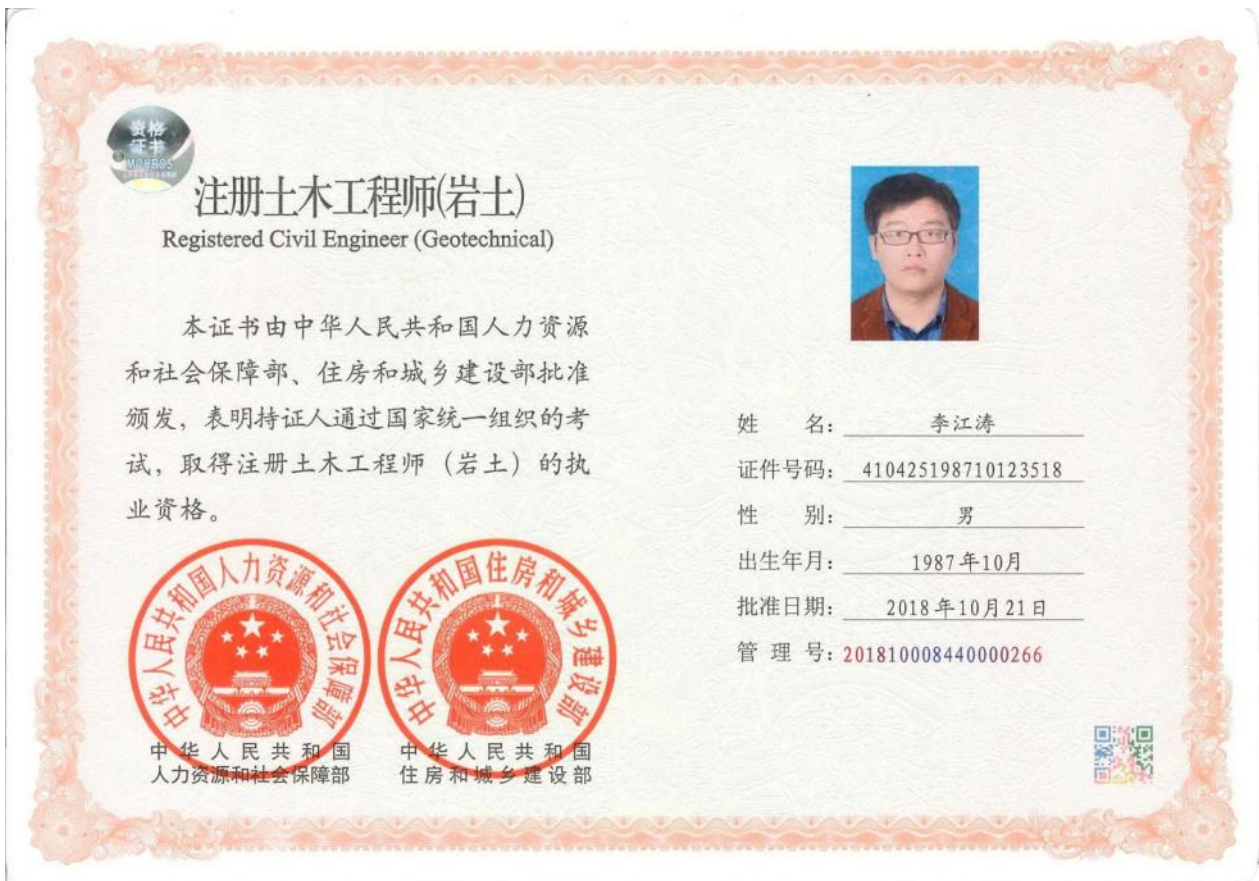 资格
证书
MOHRSS
注册土木工程师(岩土)
Registered Civil Engineer (Geotechnical)
本证书由中华人民共和国人力资源
和社会保障部、住房和城乡建设部批准
颁发，表明持证人通过国家统一组织的考
试，取得注册土木工程师（岩土）的执
业资格。
中华人民共和国人力资源和社会保障部
中华人民共和国住房和城乡建设部
中华人民共和国
人力资源和社会保障部
中华人民共和国
住房和城乡建设部
姓 名：李江涛
证件号码：410425198710123518
性 别：男
出生年月：1987年10月
批准日期：2018年10月21日
管 理 号：201810008440000266